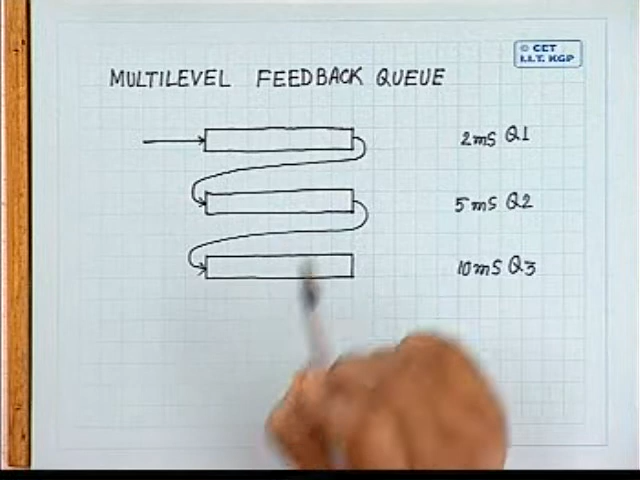 © CET
I.I.T. KGP
MULTILEVEL FEEDBACK QUEUE
2mS Q1
5mS Q2
10mS Q3